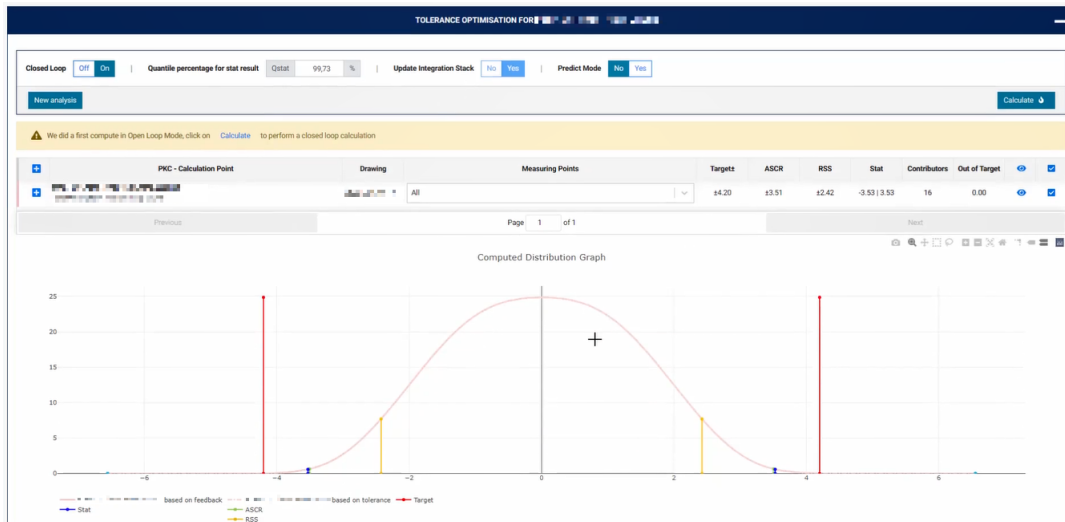 TOLERANCE OPTIMISATION FOR
Closed Loop Off On | Quantile percentage for stat result Qstat 99,73 % | Update Integration Stack No Yes | Predict Mode No Yes
New analysis Calculate
We did a first compute in Open Loop Mode, click on Calculate to perform a closed loop calculation
PKC - Calculation Point Drawing Measuring Points Target± ASCR RSS Stat Contributors Out of Target
All ±4.20 ±3.51 ±2.42 -3.53 | 3.53 16 0.00
Previous Page 1 of 1 Next
Computed Distribution Graph
25
20
15
10
5
0
−6 −4 −2 0 2 4 6
based on feedback based on tolerance Target
Stat ASCR
RSS